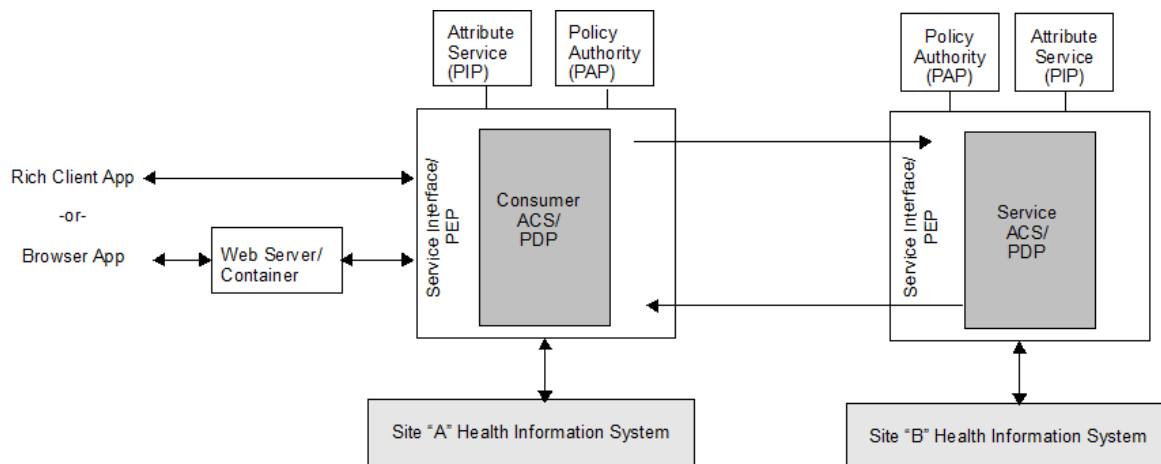 Attribute
Service
(PIP)
Policy
Authority
(PAP)
Policy
Authority
(PAP)
Attribute
Service
(PIP)
Rich Client App
-or-
Browser App
Web Server/
Container
Service Interface/
PEP
Consumer
ACS/
PDP
Service Interface/
PEP
Service
ACS/
PDP
Site "A" Health Information System
Site "B" Health Information System